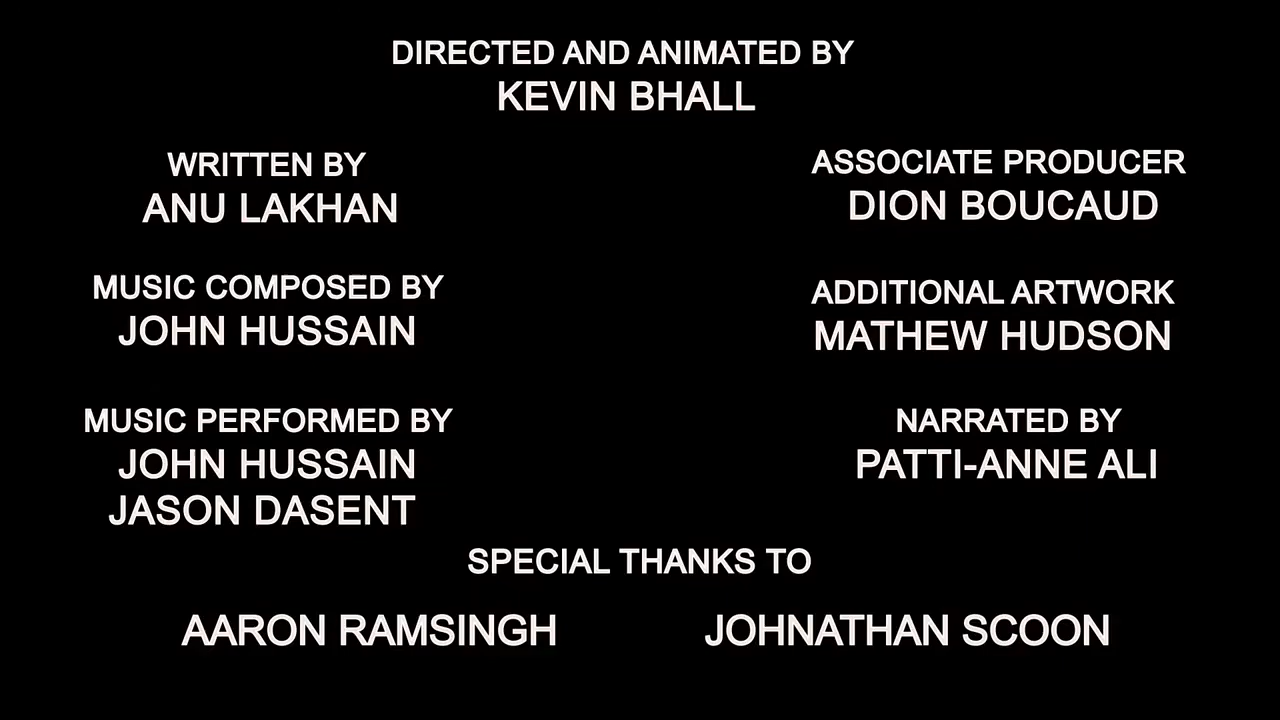 DIRECTED AND ANIMATED BY
KEVIN BHALL
WRITTEN BY
ANU LAKHAN
ASSOCIATE PRODUCER
DION BOUCAUD
MUSIC COMPOSED BY
JOHN HUSSAIN
ADDITIONAL ARTWORK
MATHEW HUDSON
MUSIC PERFORMED BY
JOHN HUSSAIN
JASON DASENT
NARRATED BY
PATTI-ANNE ALI
SPECIAL THANKS TO
AARON RAMSINGH
JOHNATHAN SCOON